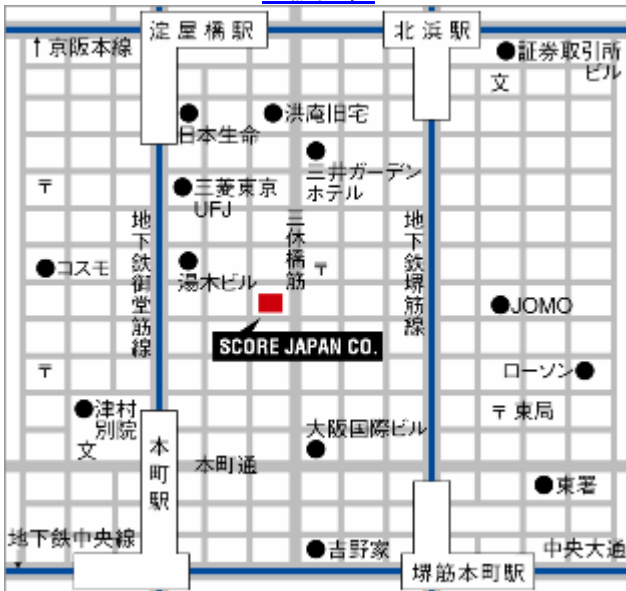 淀屋橋駅
北浜駅
↑京阪本線
証券取引所
ビル
文
日本生命
洪庵旧宅
三井ガーデン
ホテル
〒
三菱東京
UFJ
地下鉄御堂筋線
三休橋筋
地下鉄堺筋線
コスモ
湯木ビル
〒
JOMO
SCORE JAPAN CO.
〒
ローソン
津村
別院
文
〒東局
大阪国際ビル
本町駅
本町通
東署
地下鉄中央線
吉野家
中央大通
堺筋本町駅